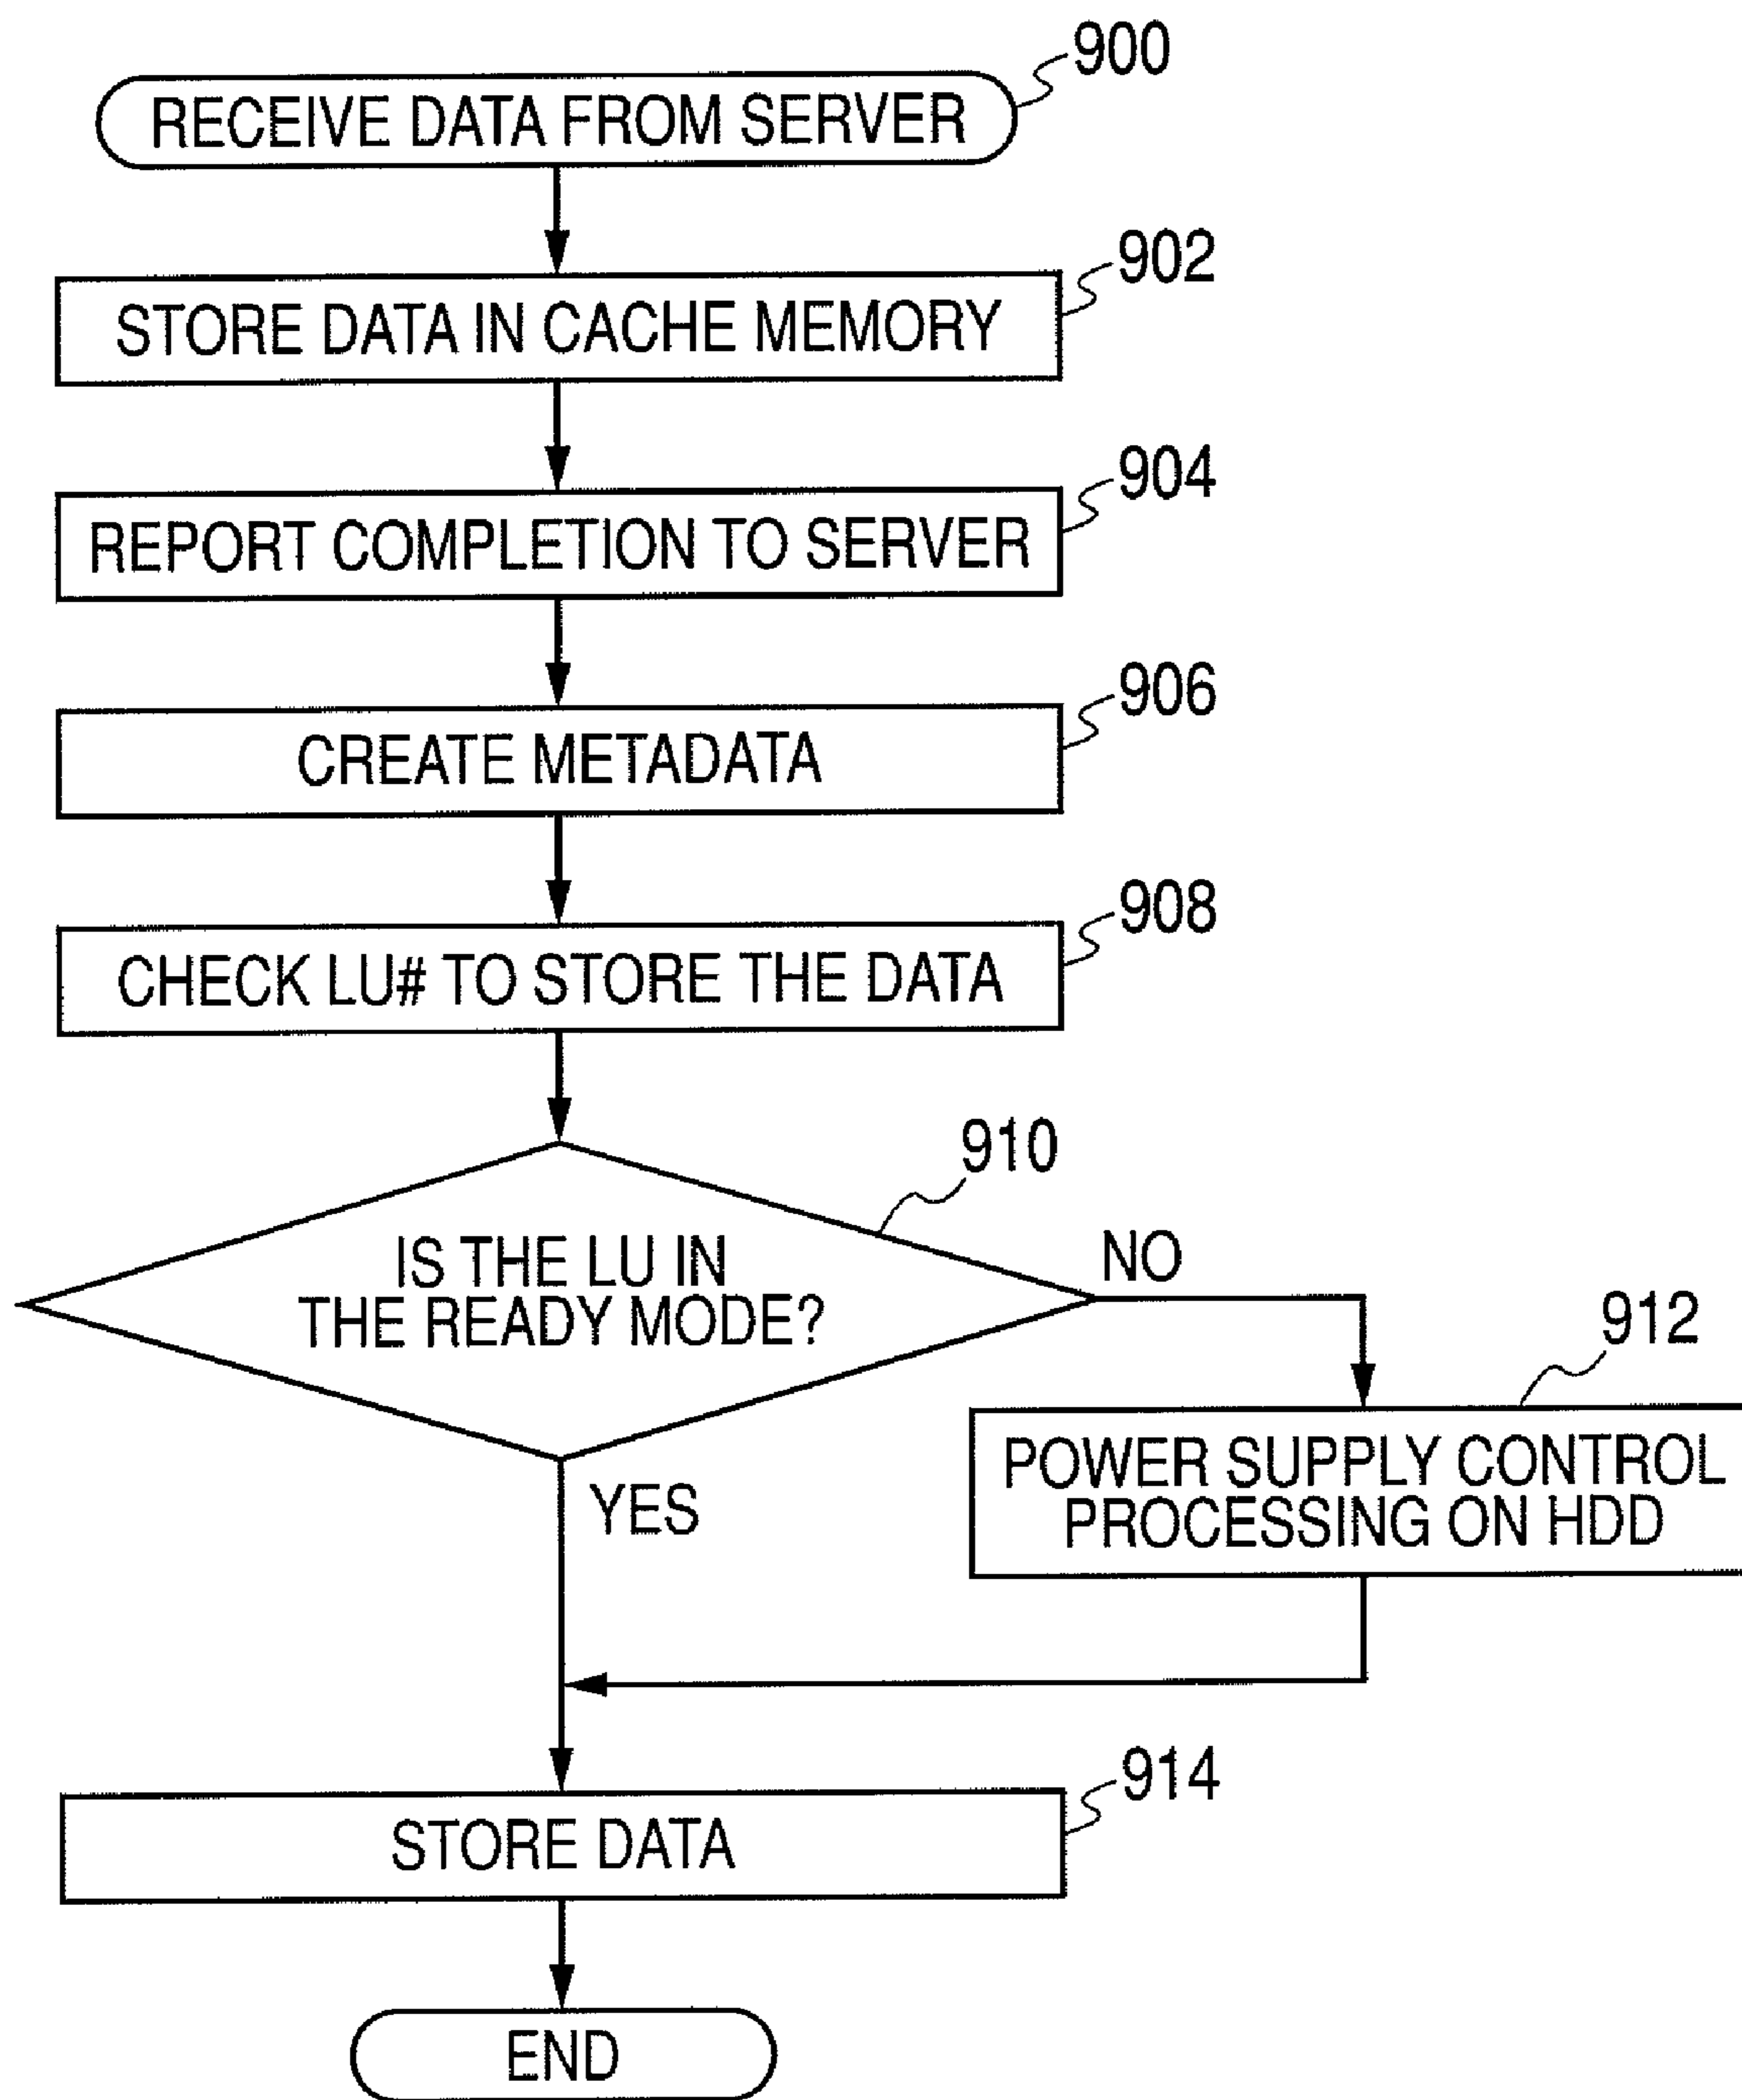 900
RECEIVE DATA FROM SERVER
902
STORE DATA IN CACHE MEMORY
904
REPORT COMPLETION TO SERVER
906
CREATE METADATA
908
CHECK LU# TO STORE THE DATA
910
IS THE LU IN
THE READY MODE?
NO
912
POWER SUPPLY CONTROL
PROCESSING ON HDD
YES
914
STORE DATA
END